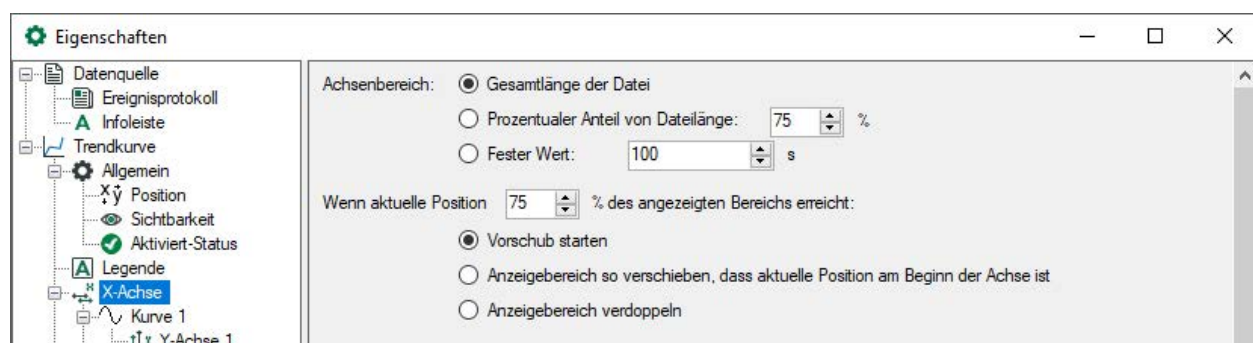 Eigenschaften
Datenquelle
Ereignisprotokoll
Infoleiste
Trendkurve
Allgemein
Position
Sichtbarkeit
Aktiviert-Status
Legende
X-Achse
Kurve 1
Y-Achse 1
Achsenbereich: Gesamtlänge der Datei
Prozentualer Anteil von Dateilänge: 75 %
Fester Wert: 100 s
Wenn aktuelle Position 75 % des angezeigten Bereichs erreicht:
Vorschub starten
Anzeigebereich so verschieben, dass aktuelle Position am Beginn der Achse ist
Anzeigebereich verdoppeln